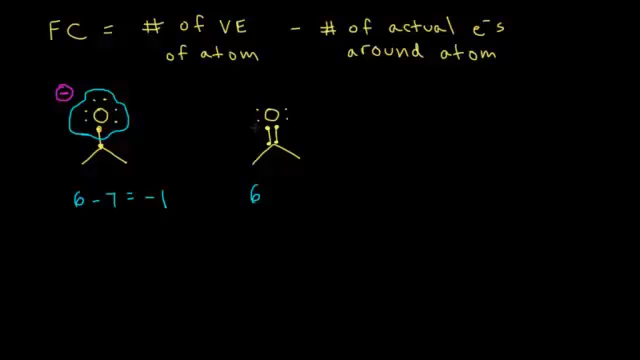 FC = # of VE of atom - # of actual e⁻s around atom
-
:O: :O:
6 - 7 = -1 6